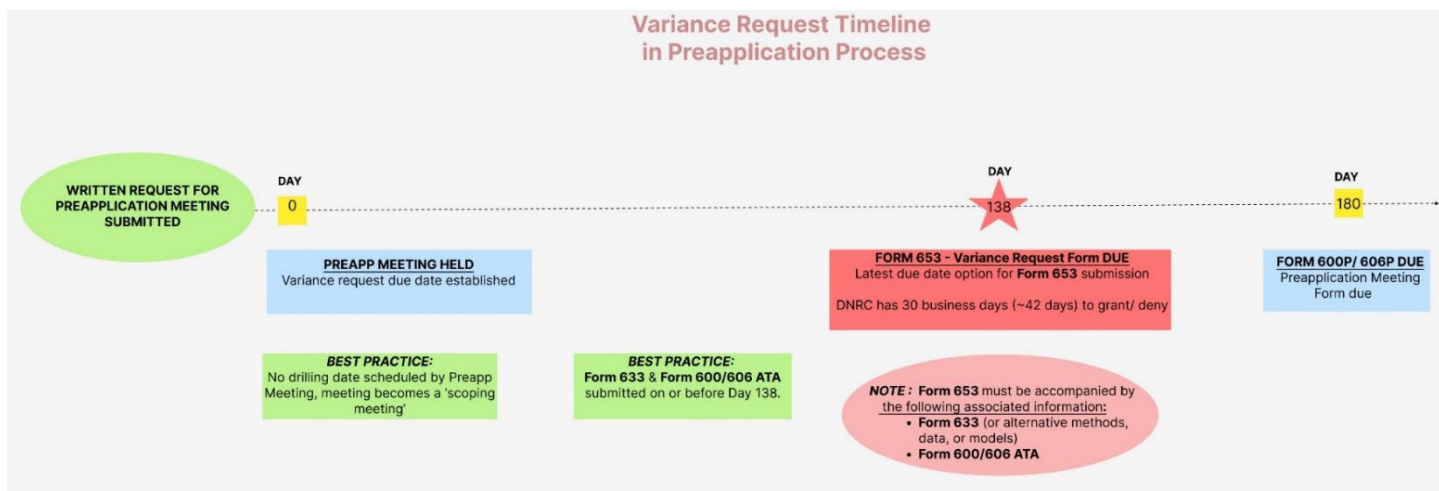 Variance Request Timeline
in Preapplication Process
WRITTEN REQUEST FOR
PREAPPLICATION MEETING
SUBMITTED
DAY
0
DAY
138
DAY
180
PREAPP MEETING HELD
Variance request due date established
FORM 653 - Variance Request Form DUE
Latest due date option for Form 653 submission
DNRC has 30 business days (~42 days) to grant/ deny
FORM 600P/ 606P DUE
Preapplication Meeting
Form due
BEST PRACTICE:
No drilling date scheduled by Preapp
Meeting, meeting becomes a 'scoping
meeting'
BEST PRACTICE:
Form 633 & Form 600/606 ATA
submitted on or before Day 138.
NOTE : Form 653 must be accompanied by
the following associated information:
• Form 633 (or alternative methods,
data, or models)
• Form 600/606 ATA